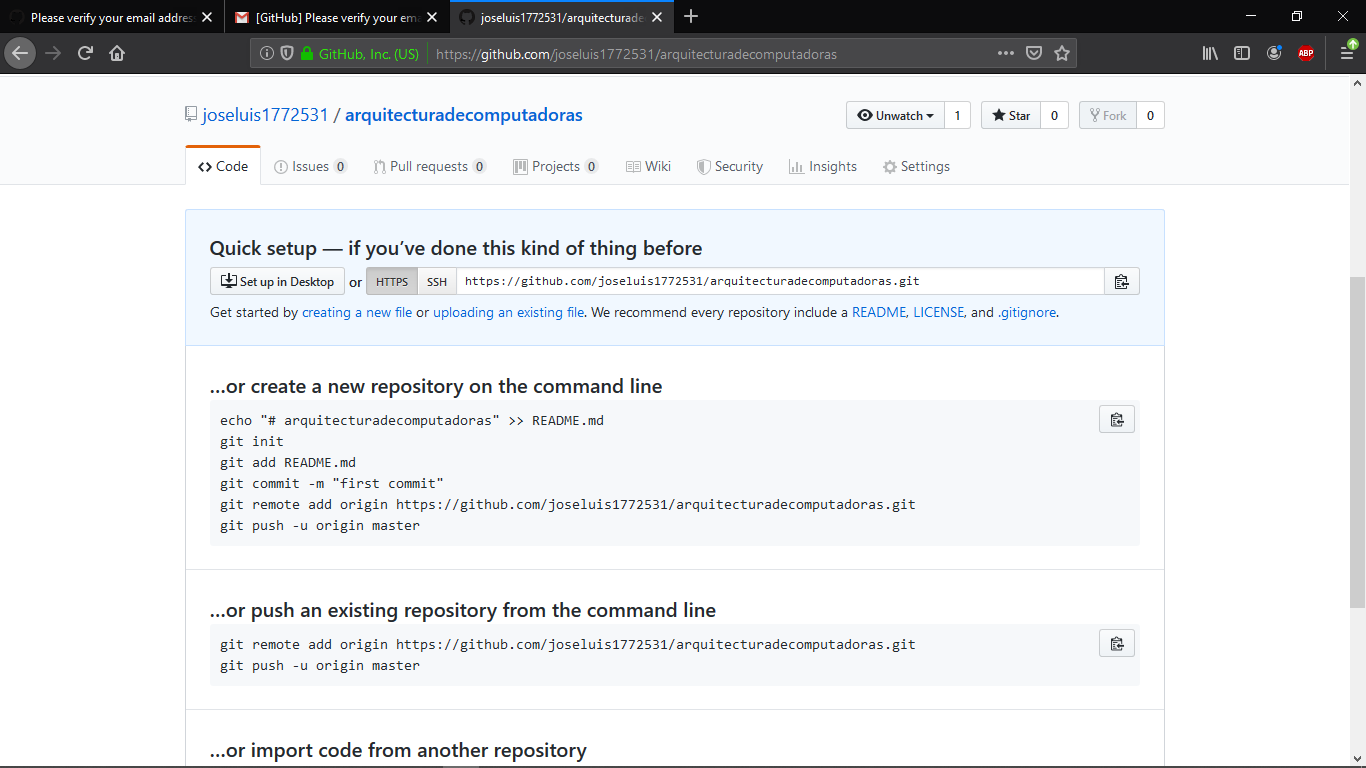 Please verify your email addres
[GitHub] Please verify your ema
joseluis1772531/arquitecturade
GitHub, Inc. (US)
https://github.com/joseluis1772531/arquitecturadecomputadoras
ABP
joseluis1772531 / arquitecturadecomputadoras
Unwatch 1
Star 0
Fork 0
Code
Issues 0
Pull requests 0
Projects 0
Wiki
Security
Insights
Settings
Quick setup — if you’ve done this kind of thing before
Set up in Desktop or HTTPS SSH https://github.com/joseluis1772531/arquitecturadecomputadoras.git
Get started by creating a new file or uploading an existing file. We recommend every repository include a README, LICENSE, and .gitignore.
…or create a new repository on the command line
echo "# arquitecturadecomputadoras" >> README.md
git init
git add README.md
git commit -m "first commit"
git remote add origin https://github.com/joseluis1772531/arquitecturadecomputadoras.git
git push -u origin master
…or push an existing repository from the command line
git remote add origin https://github.com/joseluis1772531/arquitecturadecomputadoras.git
git push -u origin master
…or import code from another repository